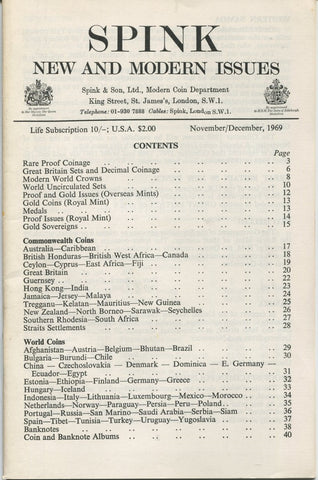 SPINK
NEW AND MODERN ISSUES
Spink & Son, Ltd., Modern Coin Department
King Street, St. James's, London, S.W.1.
Telephone: 01-930 7888 Cables: Spink, London S.W.1.
Life Subscription 10/-; U.S.A. $2.00 November/December, 1969
CONTENTS
Page
Rare Proof Coinage .. 3
Great Britain Sets and Decimal Coinage .. 6
Modern World Crowns .. 8
World Uncirculated Sets .. 10
Proof and Gold Issues (Overseas Mints) .. 12
Gold Coins (Royal Mint) .. 13
Medals .. 13
Proof Issues (Royal Mint) .. 14
Gold Sovereigns .. 15
Commonwealth Coins
Australia—Caribbean .. 17
British Honduras—British West Africa—Canada .. 18
Ceylon—Cyprus—East Africa—Fiji .. 19
Great Britain .. 20
Guernsey .. 22
Hong Kong—India .. 23
Jamaica—Jersey—Malaya .. 24
Tregganu—Kelatan—Mauritius—New Guinea .. 25
New Zealand—North Borneo—Sarawak—Seychelles .. 26
Southern Rhodesia—South Africa .. 27
Straits Settlements .. 28
World Coins
Afghanistan—Austria—Belgium—Bhutan—Brazil .. 29
Bulgaria—Burundi—Chile .. 30
China — Czechoslovakia — Denmark — Dominica — E. Germany —
Ecuador—Egypt .. 31
Estonia—Ethiopia—Finland—Germany—Greece .. 32
Hungary—Iceland .. 33
Indonesia—Italy—Lithuania—Luxembourg—Mexico—Morocco .. 34
Netherlands—Norway—Paraguay—Persia—Peru—Poland .. 35
Portugal—Russia—San Marino—Saudi Arabia—Serbia—Siam .. 36
Spain—Tibet—Tunisia—Turkey—Uruguay—Yugoslavia .. 37
Banknotes .. 38
Coin and Banknote Albums .. 40